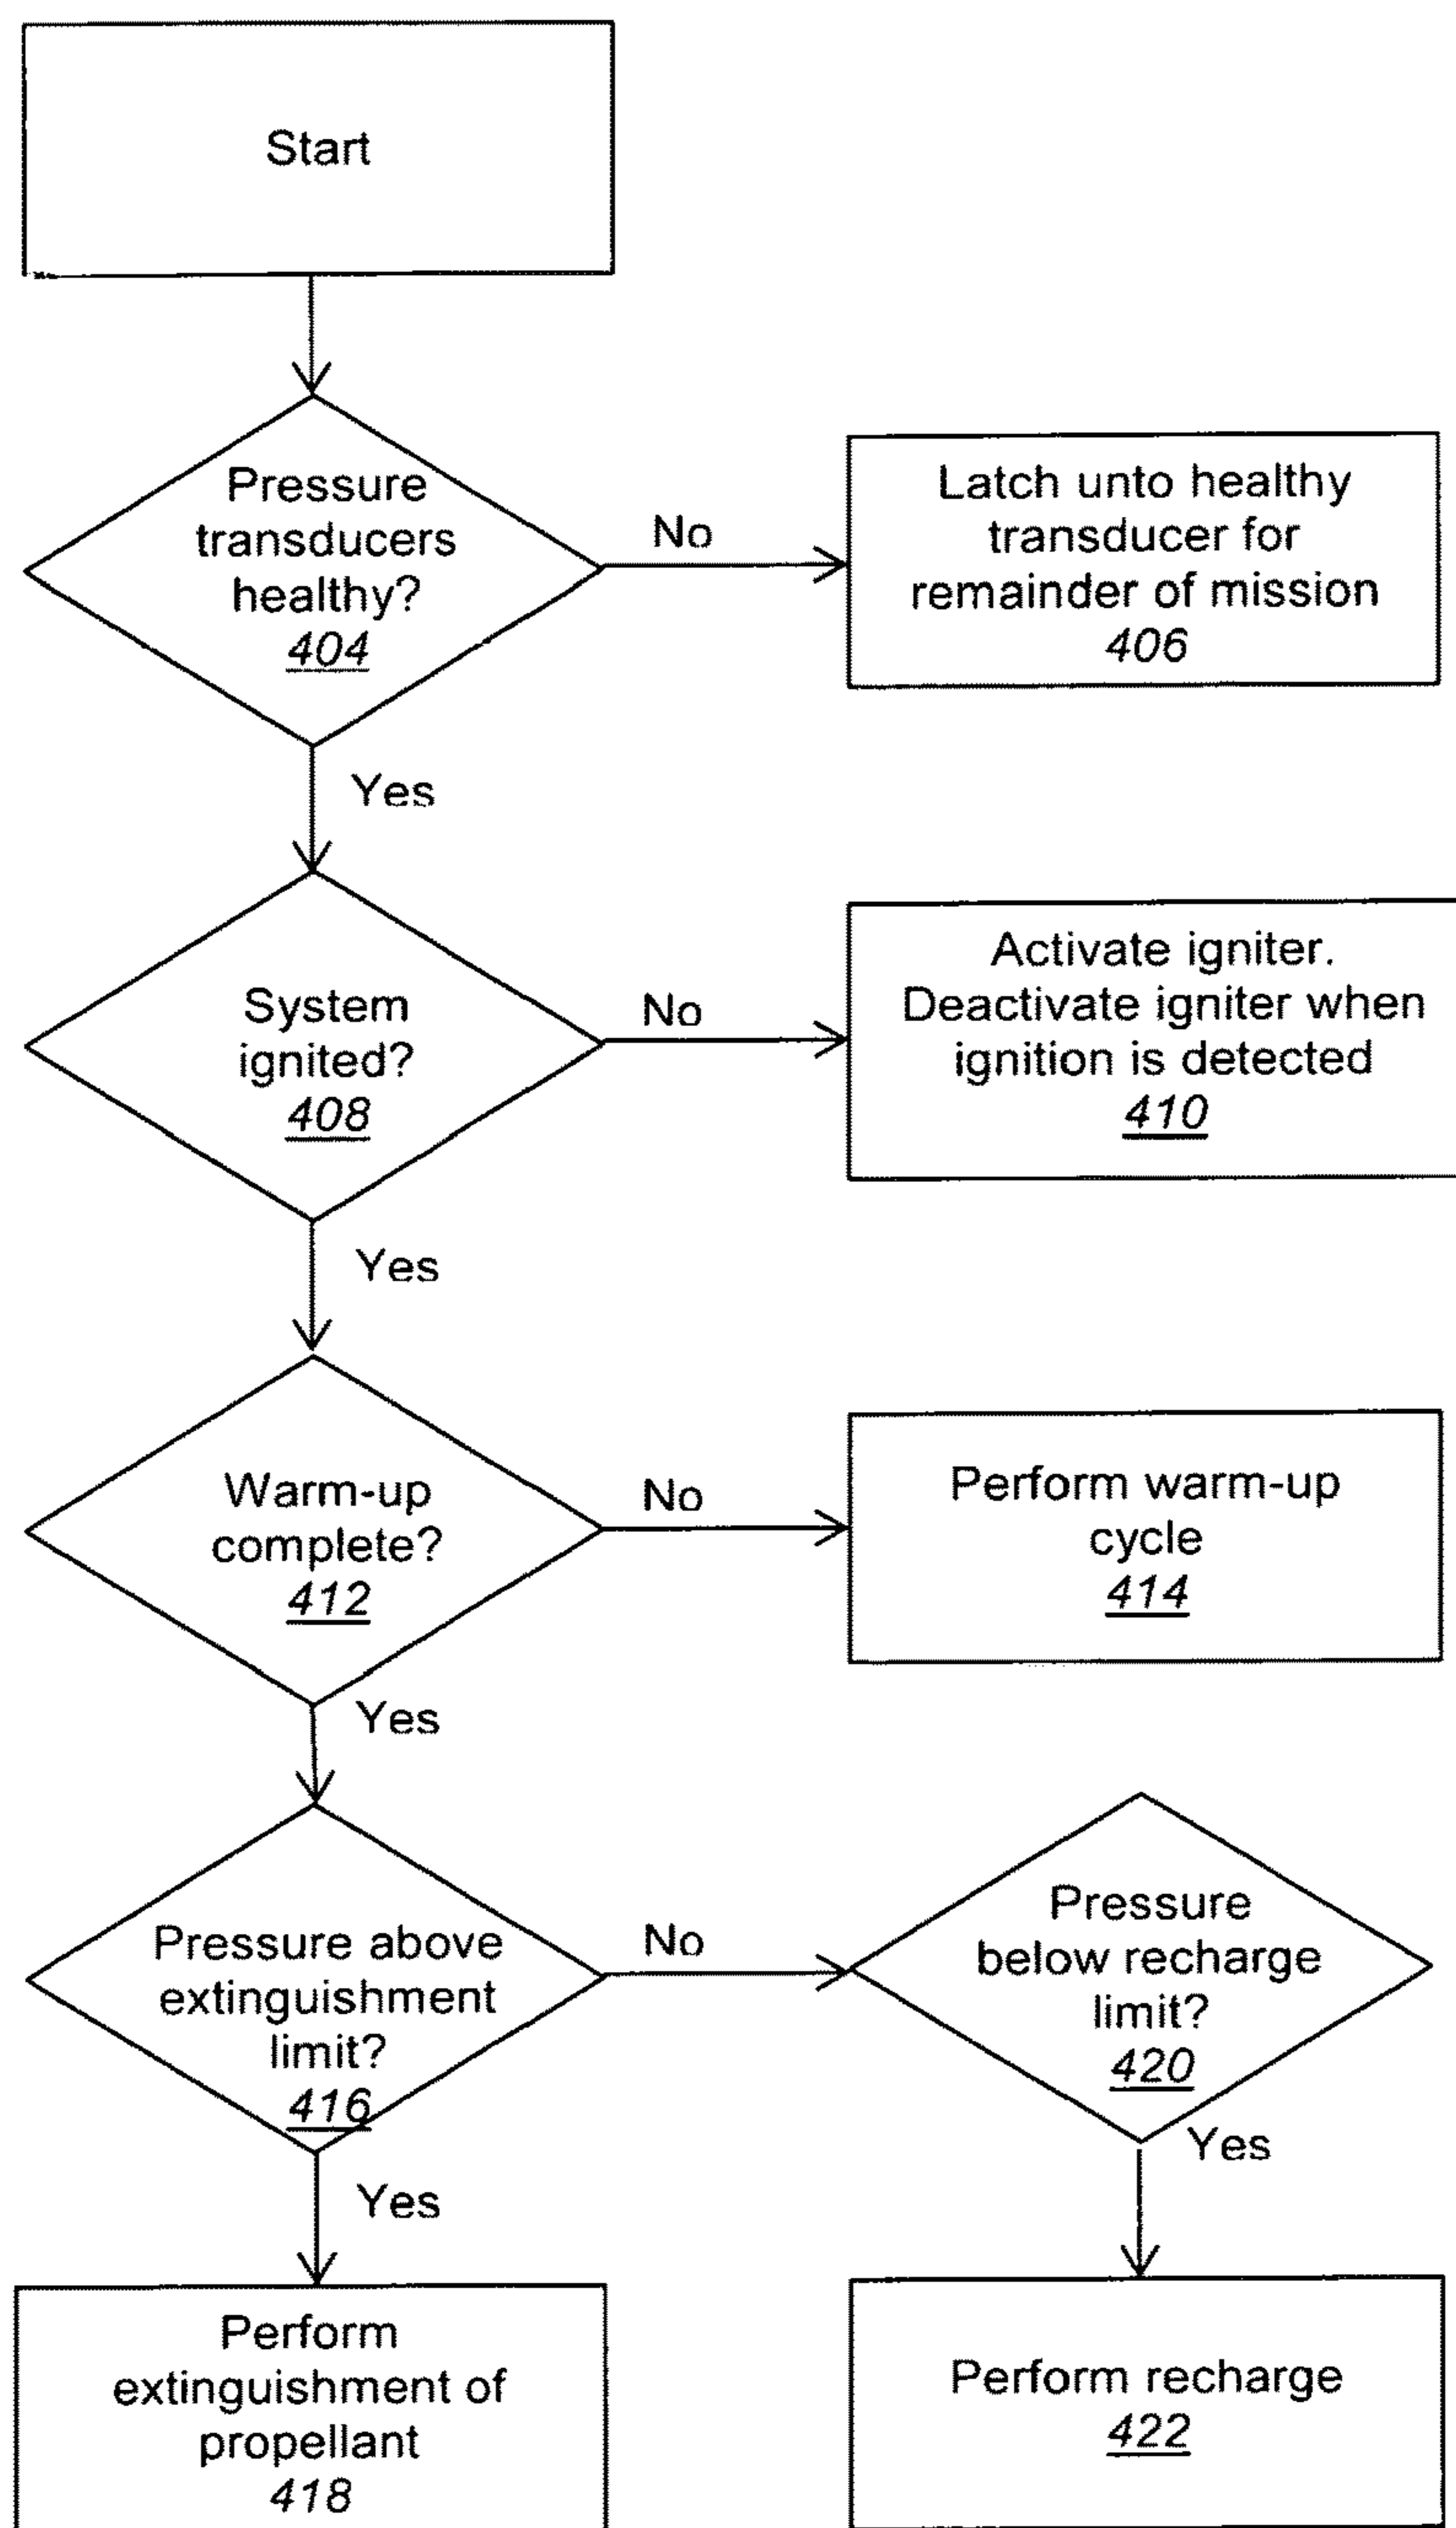 Start
Pressure
transducers
healthy?
404
No
Latch unto healthy
transducer for
remainder of mission
406
Yes
System
ignited?
408
No
Activate igniter.
Deactivate igniter when
ignition is detected
410
Yes
Warm-up
complete?
412
No
Perform warm-up
cycle
414
Yes
Pressure above
extinguishment
limit?
416
No
Pressure
below recharge
limit?
420
Yes
Yes
Perform
extinguishment of
propellant
418
Perform recharge
422